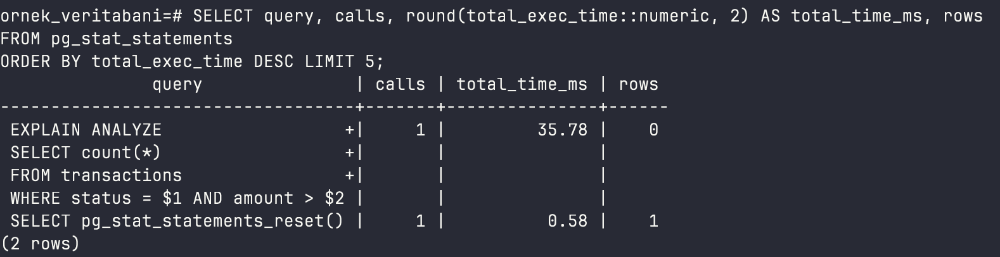 ornek_veritabani=# SELECT query, calls, round(total_exec_time::numeric, 2) AS total_time_ms, rows
FROM pg_stat_statements
ORDER BY total_exec_time DESC LIMIT 5;
               query               | calls | total_time_ms | rows
-----------------------------------+-------+---------------+------
 EXPLAIN ANALYZE                  +|     1 |         35.78 |    0
 SELECT count(*)                  +|       |               |
 FROM transactions                +|       |               |
 WHERE status = $1 AND amount > $2 |       |               |
 SELECT pg_stat_statements_reset() |     1 |          0.58 |    1
(2 rows)